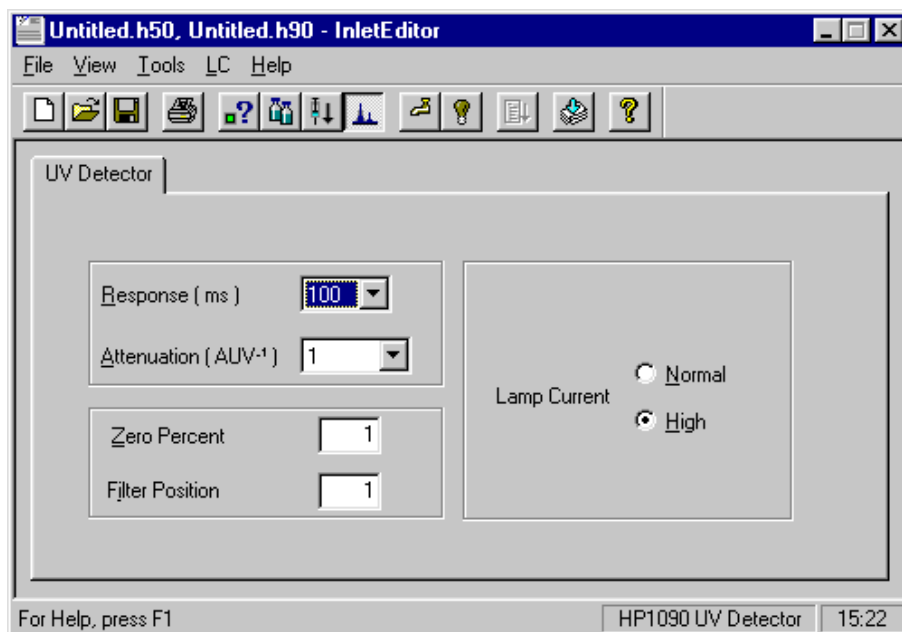 Untitled.h50, Untitled.h90 - InletEditor
File View Tools LC Help
UV Detector
Response ( ms ) 100
Attenuation ( AUV-¹ ) 1
Zero Percent 1
Filter Position 1
Lamp Current
Normal
High
For Help, press F1 HP1090 UV Detector 15:22